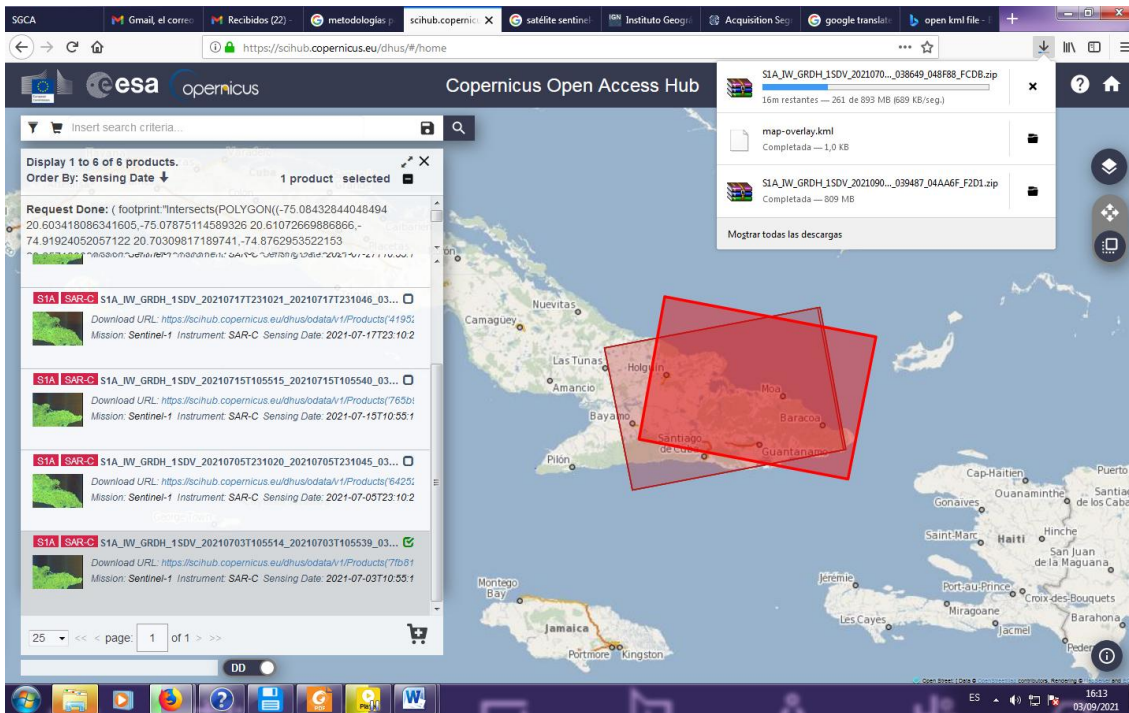 SGCA
Gmail, el correo
Recibidos (22) -
metodologías p
scihub.copernicu
satélite sentinel-
IGN Instituto Geográ
Acquisition Seg
google translate
open kml file -
https://scihub.copernicus.eu/dhus/#/home
esa
opernicus
Copernicus Open Access Hub
S1A_IW_GRDH_1SDV_2021070..._038649_048F88_FCDB.zip
16m restantes — 261 de 893 MB (689 KB/seg.)
map-overlay.kml
Completada — 1,0 KB
S1A_IW_GRDH_1SDV_2021090..._039487_04AA6F_F2D1.zip
Completada — 809 MB
Mostrar todas las descargas
Insert search criteria...
Display 1 to 6 of 6 products.
Order By: Sensing Date
1 product selected
Request Done: ( footprint:"Intersects(POLYGON((-75.08432844048494
20.603418086341605,-75.07875114589326 20.61072669886866,-
74.91924052057122 20.70309817189741,-74.8762953522153
S1A SAR-C S1A_IW_GRDH_1SDV_20210717T231021_20210717T231046_03...
Download URL: https://scihub.copernicus.eu/dhus/odata/v1/Products('4195
Mission: Sentinel-1 Instrument: SAR-C Sensing Date: 2021-07-17T23:10:2
S1A SAR-C S1A_IW_GRDH_1SDV_20210715T105515_20210715T105540_03...
Download URL: https://scihub.copernicus.eu/dhus/odata/v1/Products('765b
Mission: Sentinel-1 Instrument: SAR-C Sensing Date: 2021-07-15T10:55:1
S1A SAR-C S1A_IW_GRDH_1SDV_20210705T231020_20210705T231045_03...
Download URL: https://scihub.copernicus.eu/dhus/odata/v1/Products('6425
Mission: Sentinel-1 Instrument: SAR-C Sensing Date: 2021-07-05T23:10:2
S1A SAR-C S1A_IW_GRDH_1SDV_20210703T105514_20210703T105539_03...
Download URL: https://scihub.copernicus.eu/dhus/odata/v1/Products('7fb81
Mission: Sentinel-1 Instrument: SAR-C Sensing Date: 2021-07-03T10:55:1
25 << < page: 1 of 1 > >>
DD
Nuevitas
Camagüey
Las Tunas
Holguín
Amancio
Moa
Bayamo
Baracoa
Santiago
de Cuba
Guantánamo
Pilón
Cap-Haïtien
Puerto
Ouanaminthe
Santia
Gonaïves
de los Caba
Saint-Marc
Hinche
Haiti
San Juan
de la Maguana
Montego
Bay
Jérémie
Port-au-Prince
Croix-des-Bouquets
Miragoane
Jamaica
Les Cayes
Barahona
Jacmel
Portmore
Kingston
Peder
ES
16:13
03/09/2021